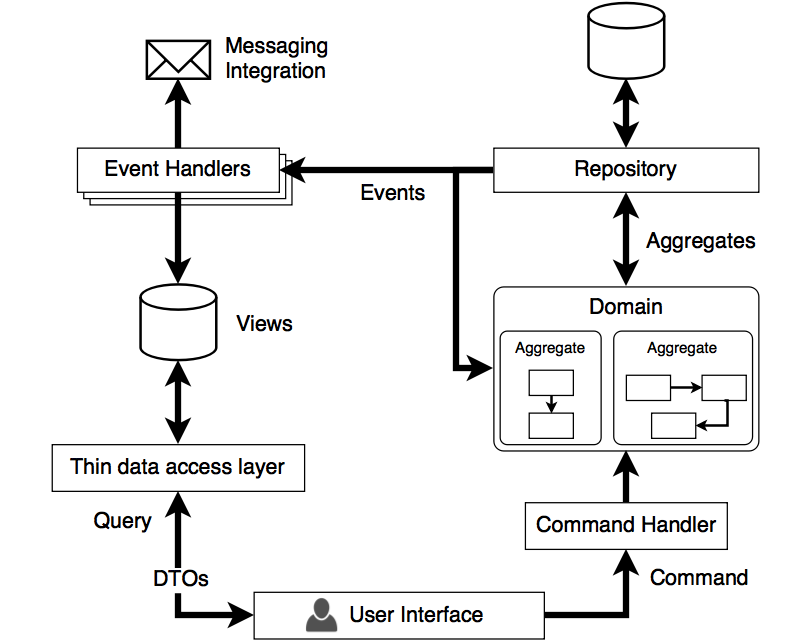 Messaging
Integration
Event Handlers
Repository
Events
Aggregates
Domain
Views
Aggregate
Aggregate
Thin data access layer
Query
Command Handler
DTOs
Command
User Interface